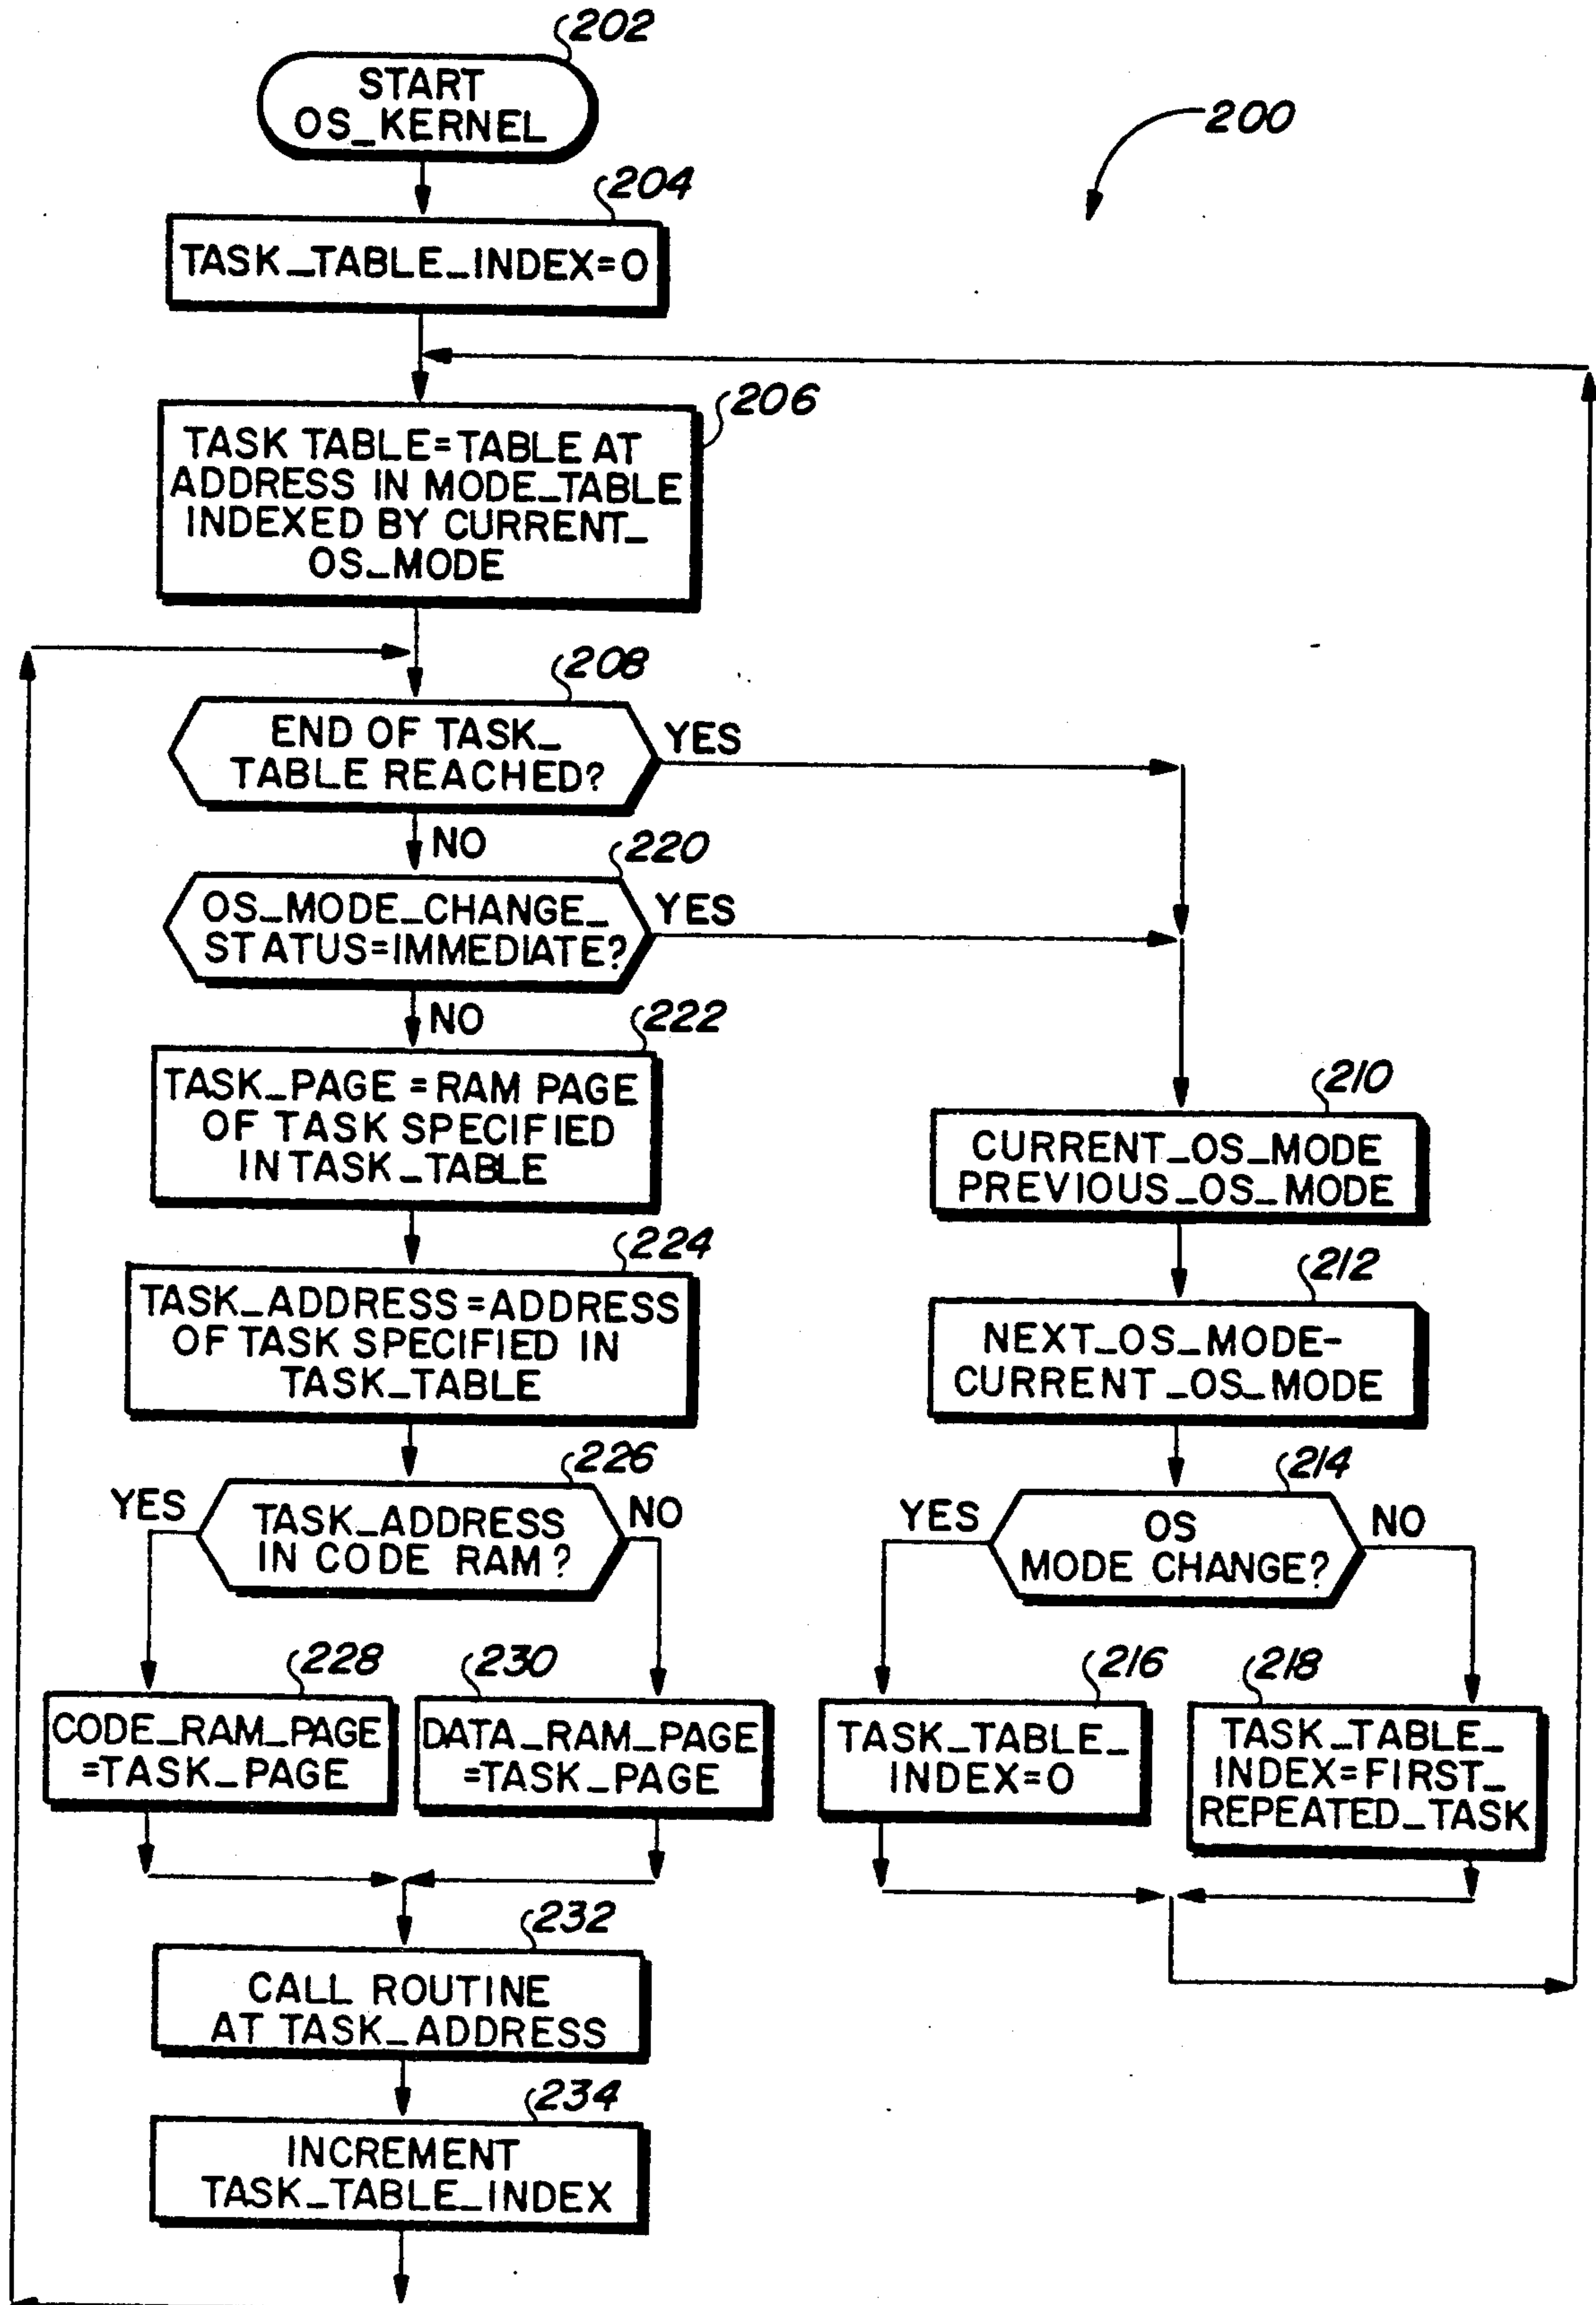 202
START
OS_KERNEL
200
204
TASK_TABLE_INDEX=0
206
TASK TABLE=TABLE AT
ADDRESS IN MODE_TABLE
INDEXED BY CURRENT_
OS_MODE
208
END OF TASK_
TABLE REACHED?
YES
NO
220
OS_MODE_CHANGE_
STATUS=IMMEDIATE?
YES
NO
222
TASK_PAGE=RAM PAGE
OF TASK SPECIFIED
IN TASK_TABLE
224
TASK_ADDRESS=ADDRESS
OF TASK SPECIFIED IN
TASK_TABLE
226
YES
TASK_ADDRESS
IN CODE RAM?
NO
228
CODE_RAM_PAGE
=TASK_PAGE
230
DATA_RAM_PAGE
=TASK_PAGE
232
CALL ROUTINE
AT TASK_ADDRESS
234
INCREMENT
TASK_TABLE_INDEX
210
CURRENT_OS_MODE
PREVIOUS_OS_MODE
212
NEXT_OS_MODE-
CURRENT_OS_MODE
214
YES
OS
MODE CHANGE?
NO
216
TASK_TABLE_
INDEX=0
218
TASK_TABLE_
INDEX=FIRST_
REPEATED_TASK